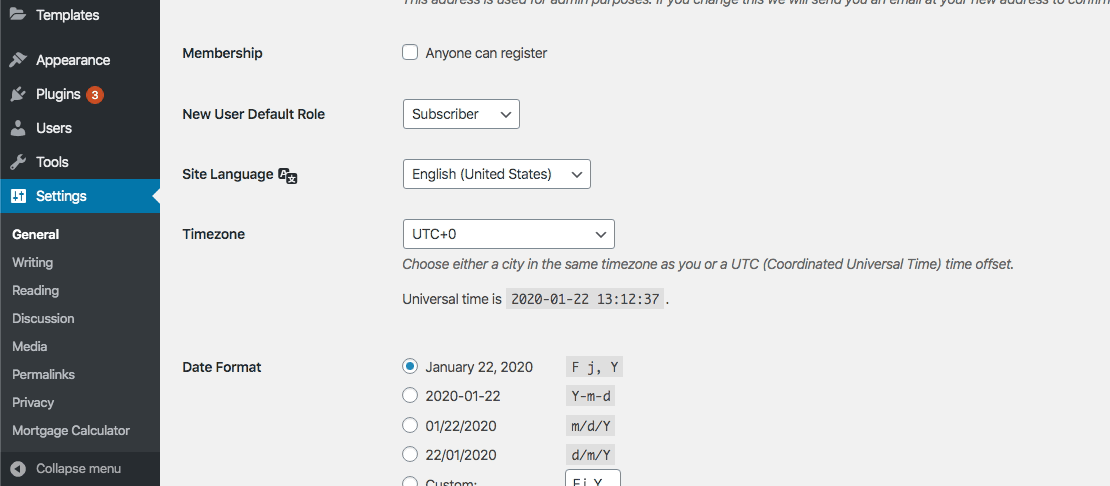 Templates
Appearance
Plugins 3
Users
Tools
Settings
General
Writing
Reading
Discussion
Media
Permalinks
Privacy
Mortgage Calculator
Collapse menu
This address is used for admin purposes. If you change this we will send you an email at your new address to confirm
Membership Anyone can register
New User Default Role Subscriber
Site Language English (United States)
Timezone UTC+0
Choose either a city in the same timezone as you or a UTC (Coordinated Universal Time) time offset.
Universal time is 2020-01-22 13:12:37 .
Date Format January 22, 2020 F j, Y
2020-01-22 Y-m-d
01/22/2020 m/d/Y
22/01/2020 d/m/Y
Custom: F j, Y